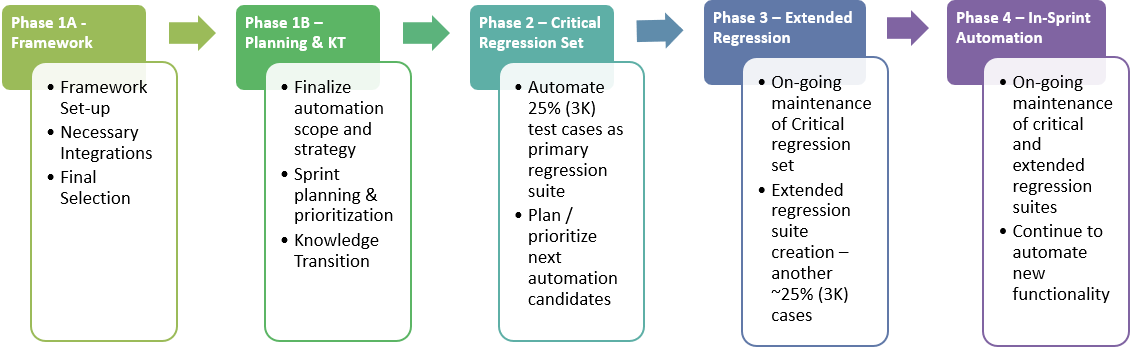 Phase 1A -
Framework
• Framework
Set-up
• Necessary
Integrations
• Final
Selection
Phase 1B –
Planning & KT
• Finalize
automation
scope and
strategy
• Sprint
planning &
prioritization
• Knowledge
Transition
Phase 2 – Critical
Regression Set
• Automate
25% (3K)
test cases as
primary
regression
suite
• Plan /
prioritize
next
automation
candidates
Phase 3 – Extended
Regression
• On-going
maintenance
of Critical
regression
set
• Extended
regression
suite
creation –
another
~25% (3K)
cases
Phase 4 – In-Sprint
Automation
• On-going
maintenance
of critical
and
extended
regression
suites
• Continue to
automate
new
functionality